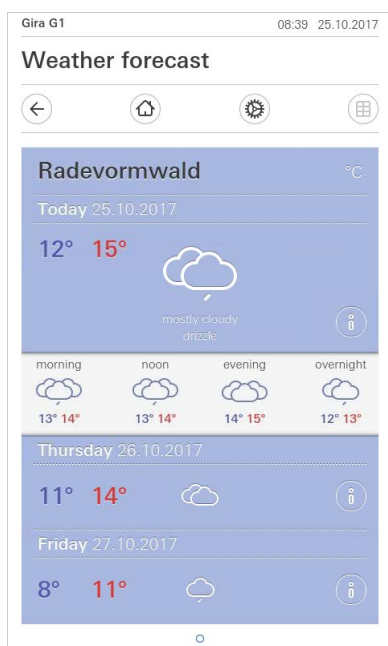 Gira G1 08:39 25.10.2017
Weather forecast
Radevormwald °C
Today 25.10.2017
12° 15°
mostly cloudy
drizzle
i
morning noon evening overnight
13° 14° 13° 14° 14° 15° 12° 13°
Thursday 26.10.2017
11° 14° i
Friday 27.10.2017
8° 11° i